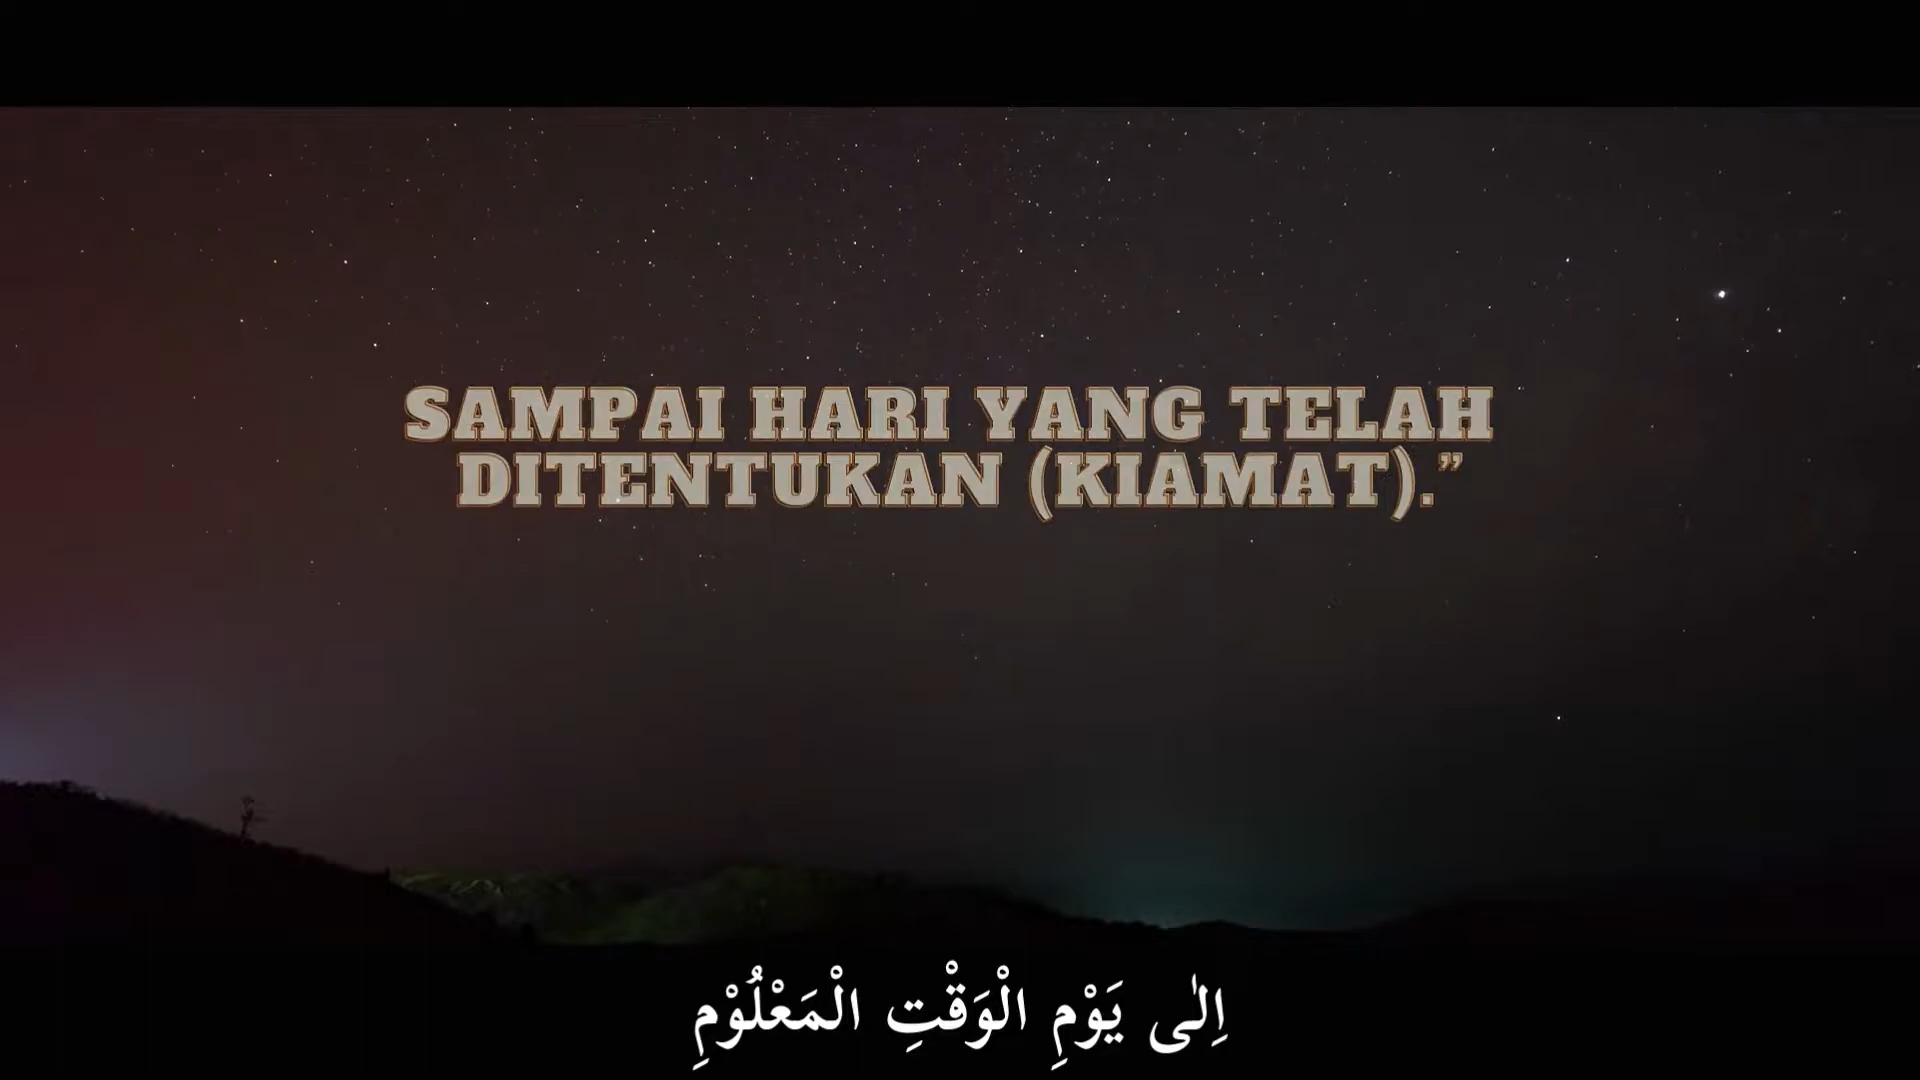 SAMPAI HARI YANG TELAH
DITENTUKAN (KIAMAT).”
اِلٰى يَوْمِ الْوَقْتِ الْمَعْلُوْمِ